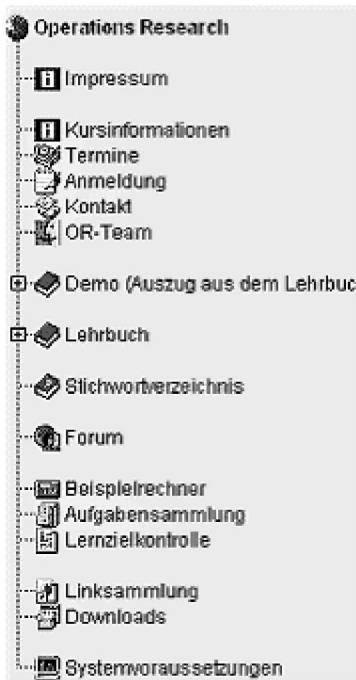 Operations Research
Impressum
Kursinformationen
Termine
Anmeldung
Kontakt
OR-Team
Demo (Auszug aus dem Lehrbuc
Lehrbuch
Stichwortverzeichnis
Forum
Beispielrechner
Aufgabensammlung
Lernzielkontrolle
Linksammlung
Downloads
Systemvoraussetzungen